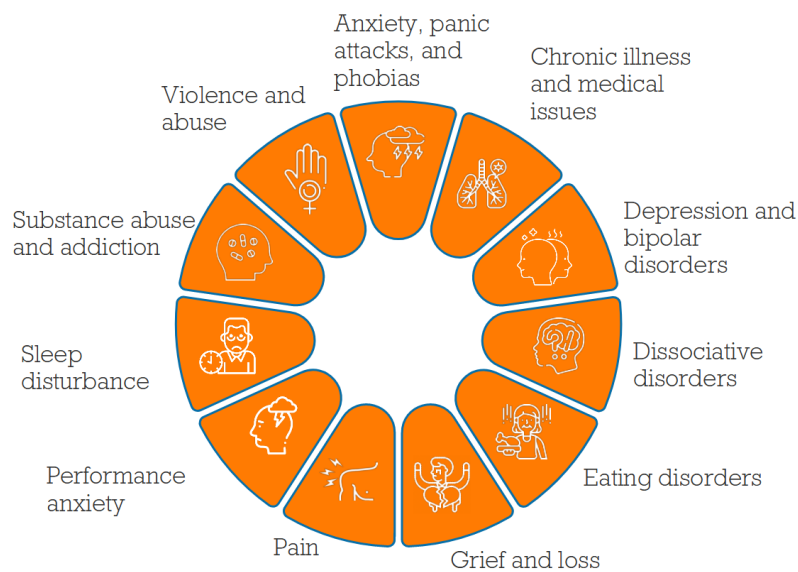 Anxiety, panic
attacks, and
phobias
Chronic illness
and medical
issues
Depression and
bipolar
disorders
Dissociative
disorders
Eating disorders
Grief and loss
Pain
Performance
anxiety
Sleep
disturbance
Substance abuse
and addiction
Violence and
abuse